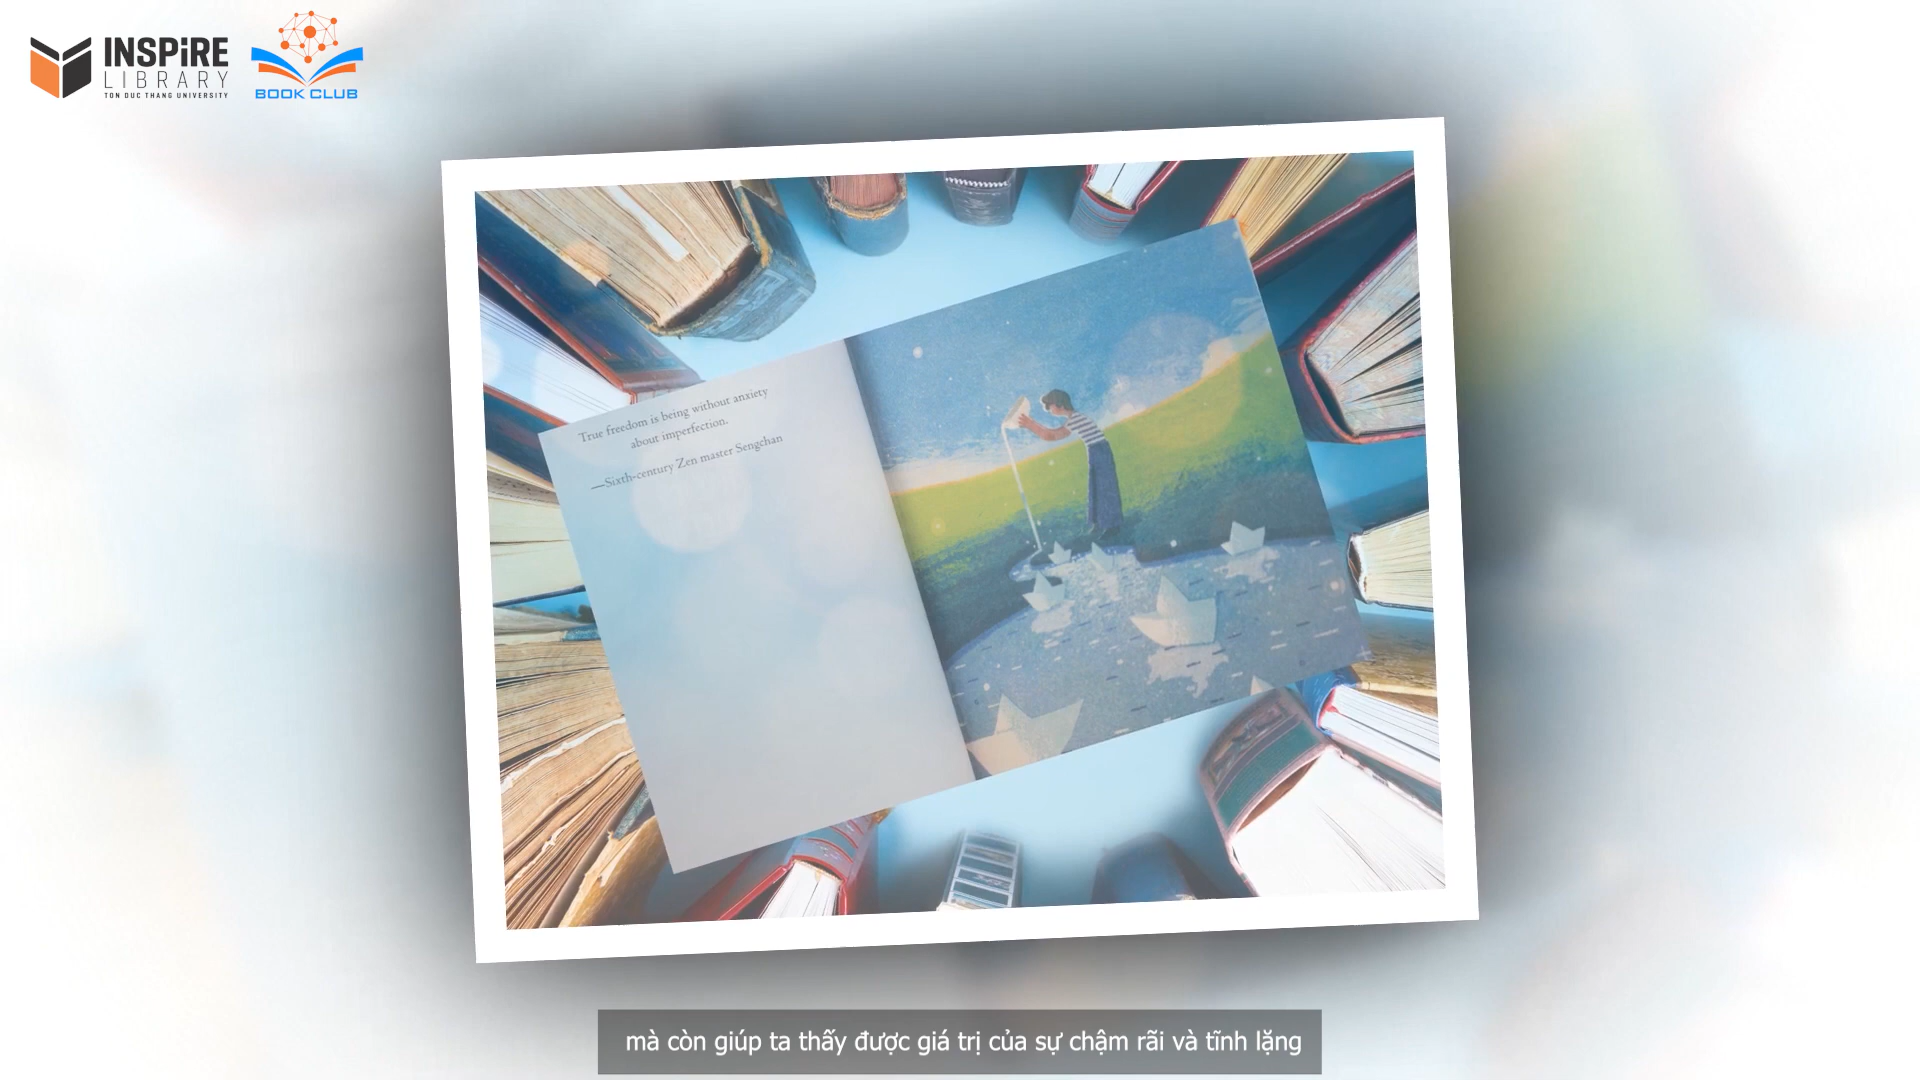 INSPiRE
LIBRARY
TON DUC THANG UNIVERSITY
BOOK CLUB
True freedom is being without anxiety
about imperfection.
—Sixth-century Zen master Sengchan
mà còn giúp ta thấy được giá trị của sự chậm rãi và tĩnh lặng